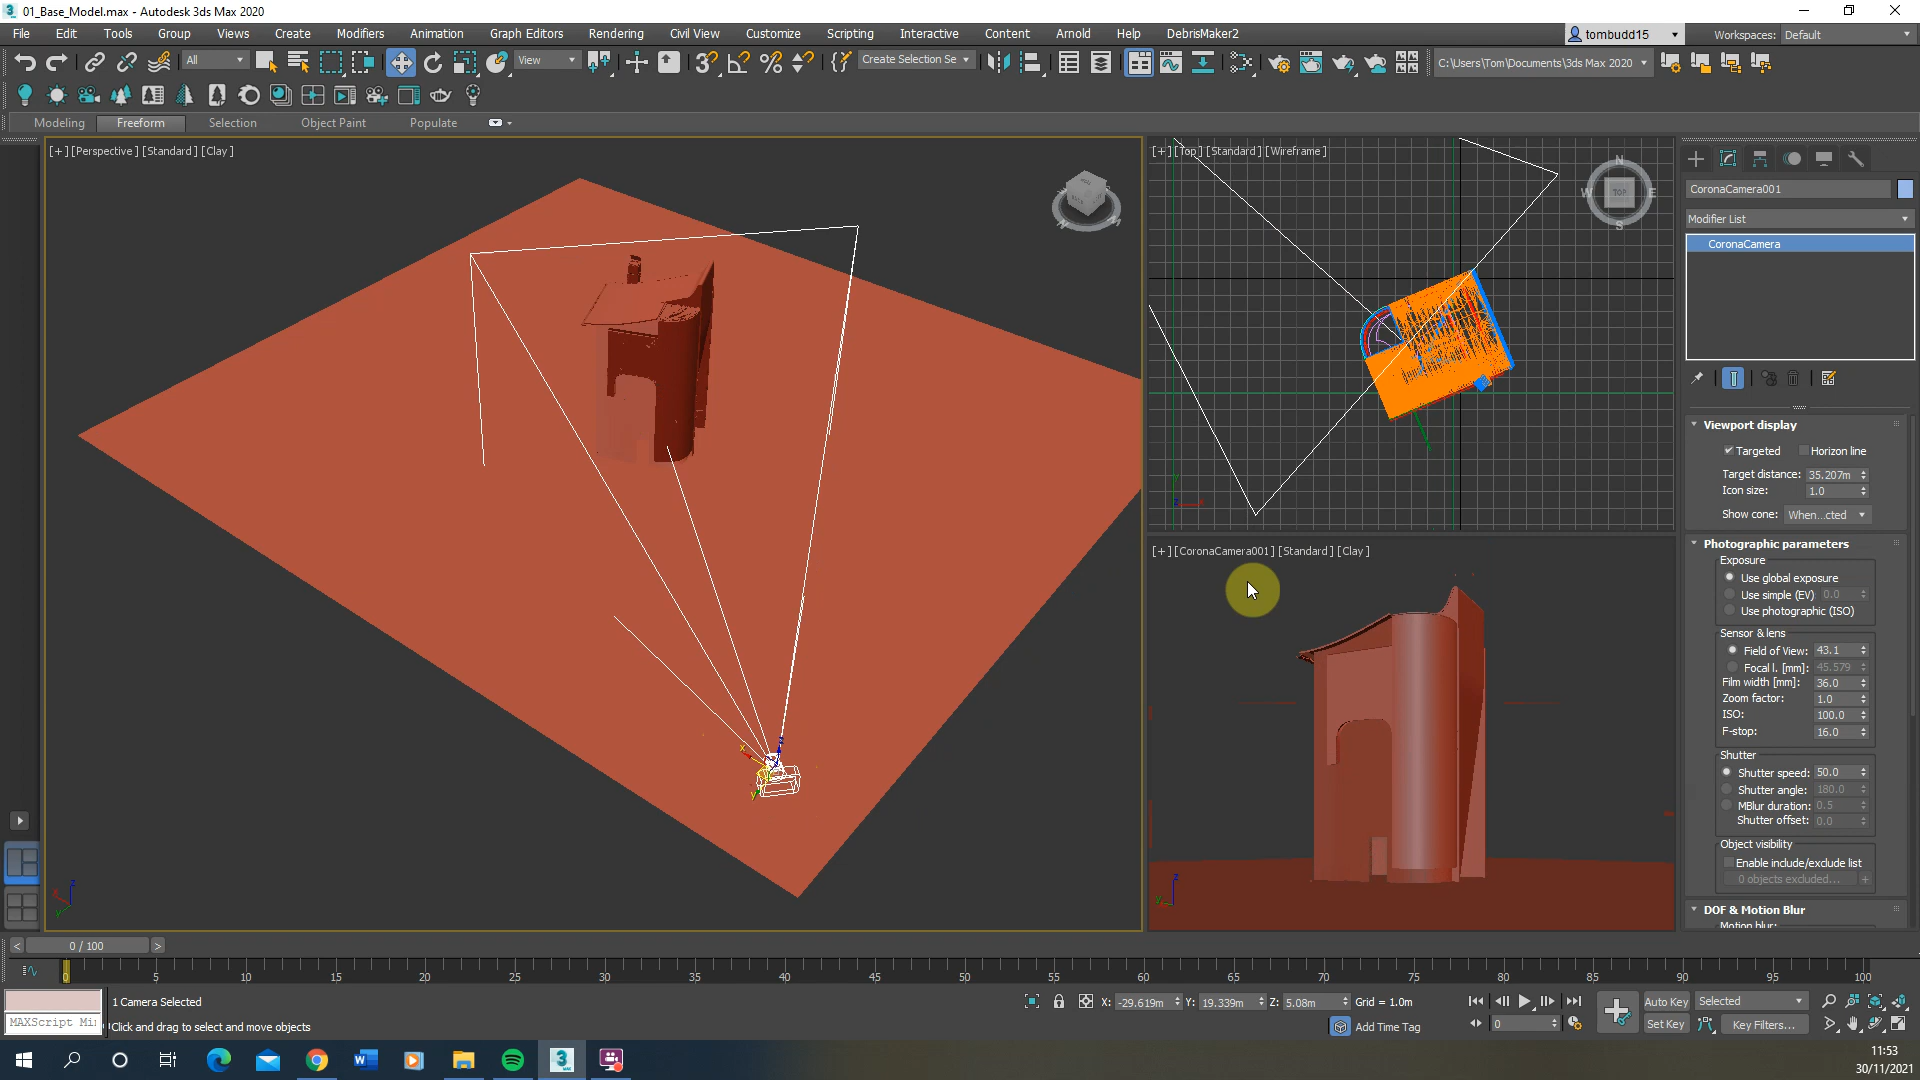 01_Base_Model.max - Autodesk 3ds Max 2020
File Edit Tools Group Views Create Modifiers Animation Graph Editors Rendering Civil View Customize Scripting Interactive Content Arnold Help DebrisMaker2
tombudd15
Workspaces: Default
All
View
Create Selection Se
C:\Users\Tom\Documents\3ds Max 2020
Modeling Freeform Selection Object Paint Populate
[+] [Perspective] [Standard] [Clay]
[+] [Top] [Standard] [Wireframe]
N
W TOP E
S
CoronaCamera001
Modifier List
CoronaCamera
Viewport display
Targeted Horizon line
Target distance: 35.207m
Icon size: 1.0
Show cone: When...cted
[+] [CoronaCamera001] [Standard] [Clay]
Photographic parameters
Exposure
Use global exposure
Use simple (EV) 0.0
Use photographic (ISO)
Sensor & lens
Field of View: 43.1
Focal l. [mm]: 45.579
Film width [mm]: 36.0
Zoom factor: 1.0
ISO: 100.0
F-stop: 16.0
Shutter
Shutter speed: 50.0
Shutter angle: 180.0
MBlur duration: 0.5
Shutter offset: 0.0
Object visibility
Enable include/exclude list
0 objects excluded... +
DOF & Motion Blur
Motion blur:
x
y
z
< 0 / 100 >
0 5 10 15 20 25 30 35 40 45 50 55 60 65 70 75 80 85 90 95 100
1 Camera Selected
X: -29.619m Y: 19.339m Z: 5.08m Grid = 1.0m
Auto Key Selected
MAXScript Mi
Click and drag to select and move objects
Add Time Tag
0
Set Key Key Filters...
11:53
30/11/2021